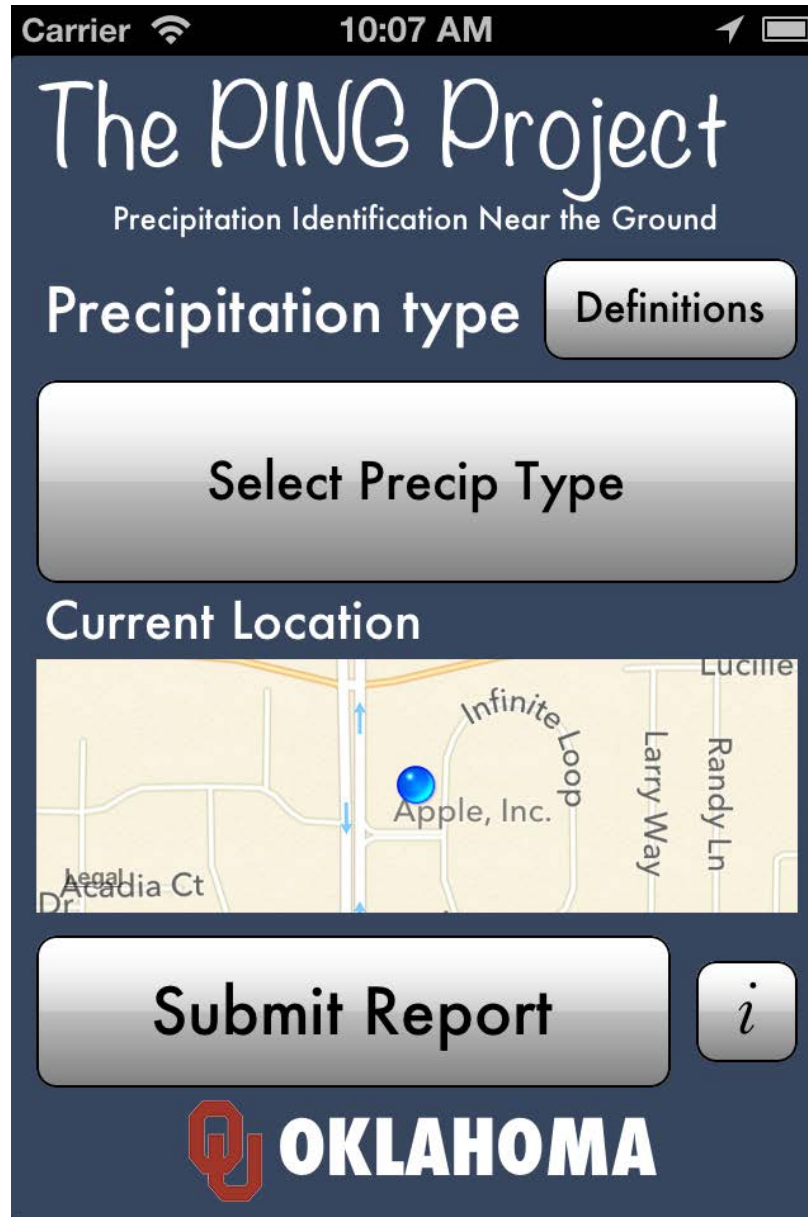 Carrier 10:07 AM
The PING Project
Precipitation Identification Near the Ground
Precipitation type
Definitions
Select Precip Type
Current Location
Lucille
Infinite Loop
Larry Way
Randy Ln
Apple, Inc.
Legal
Acadia Ct
Dr
Submit Report
i
OU OKLAHOMA